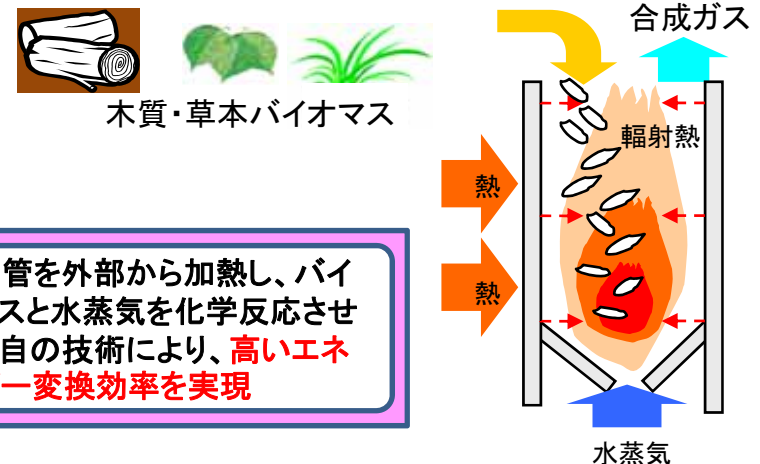 合成ガス
木質・草本バイオマス
輻射熱
熱
熱
管を外部から加熱し、バイ
スと水蒸気を化学反応させ
自の技術により、高いエネ
ー変換効率を実現
水蒸気